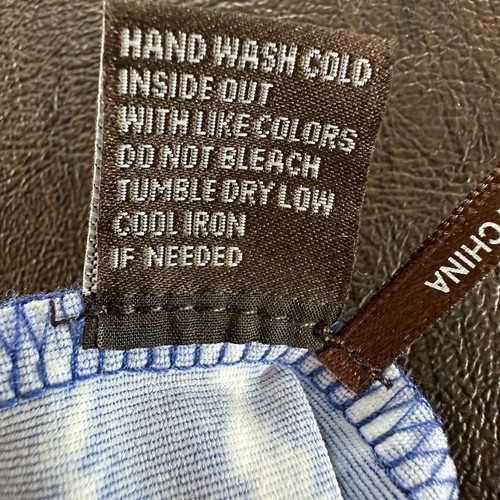 HAND WASH COLD
INSIDE OUT
WITH LIKE COLORS
DO NOT BLEACH
TUMBLE DRY LOW
COOL IRON
IF NEEDED
CHINA